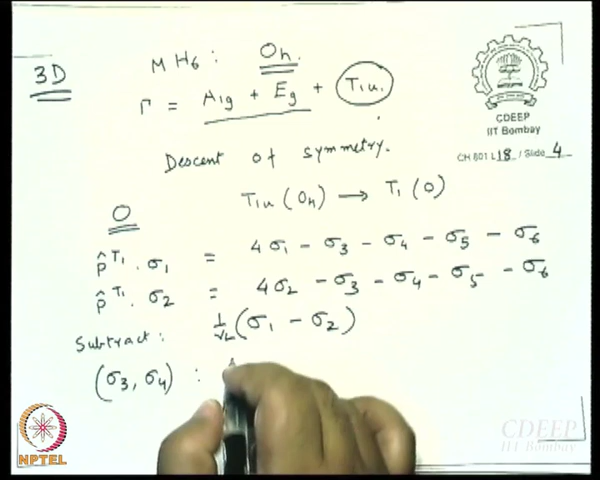 3D
MH6 : Oh.
Γ = A1g + Eg + T1u.
Descent of symmetry.
T1u (Oh) → T1 (O)
O
P̂^T1 . σ1 = 4σ1 − σ3 − σ4 − σ5 − σ6
P̂^T1 . σ2 = 4σ2 − σ3 − σ4 − σ5 − σ6
Subtract : 1/√2 (σ1 − σ2)
(σ3, σ4) :
CDEEP
IIT Bombay
CH 801 L 18 / Slide 4
NPTEL
CDEEP
IIT Bombay